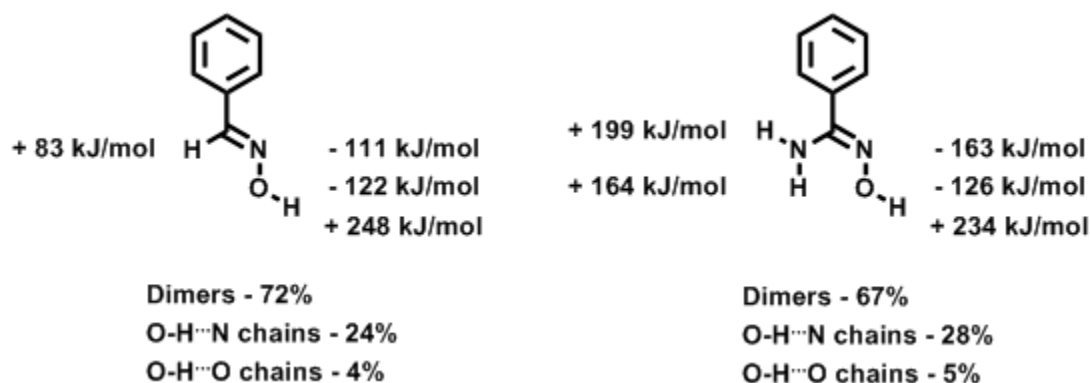 + 83 kJ/mol H N - 111 kJ/mol
O - 122 kJ/mol
H
+ 248 kJ/mol
Dimers - 72%
O-H···N chains - 24%
O-H···O chains - 4%
+ 199 kJ/mol H N N - 163 kJ/mol
+ 164 kJ/mol H O - 126 kJ/mol
H
+ 234 kJ/mol
Dimers - 67%
O-H···N chains - 28%
O-H···O chains - 5%